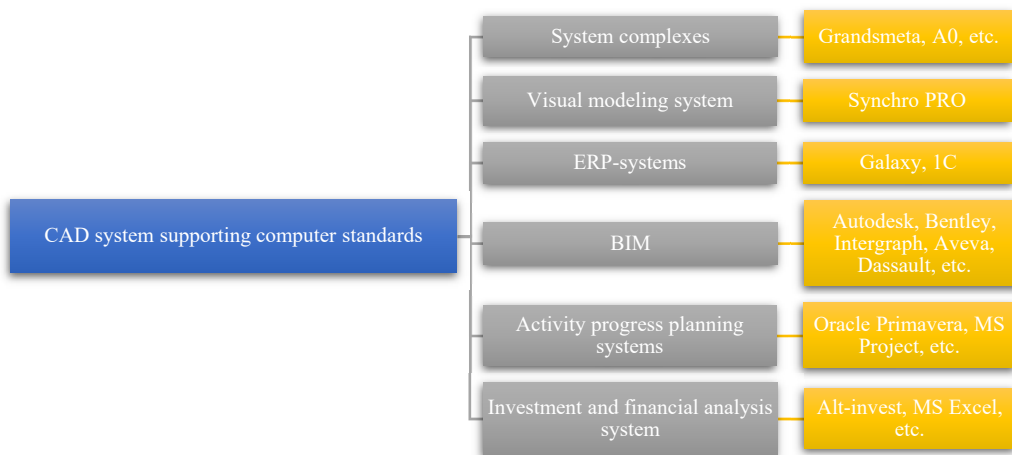 System complexes
Grandsmeta, A0, etc.
Visual modeling system
Synchro PRO
ERP-systems
Galaxy, 1C
CAD system supporting computer standards
BIM
Autodesk, Bentley,
Intergraph, Aveva,
Dassault, etc.
Activity progress planning
systems
Oracle Primavera, MS
Project, etc.
Investment and financial analysis
system
Alt-invest, MS Excel,
etc.